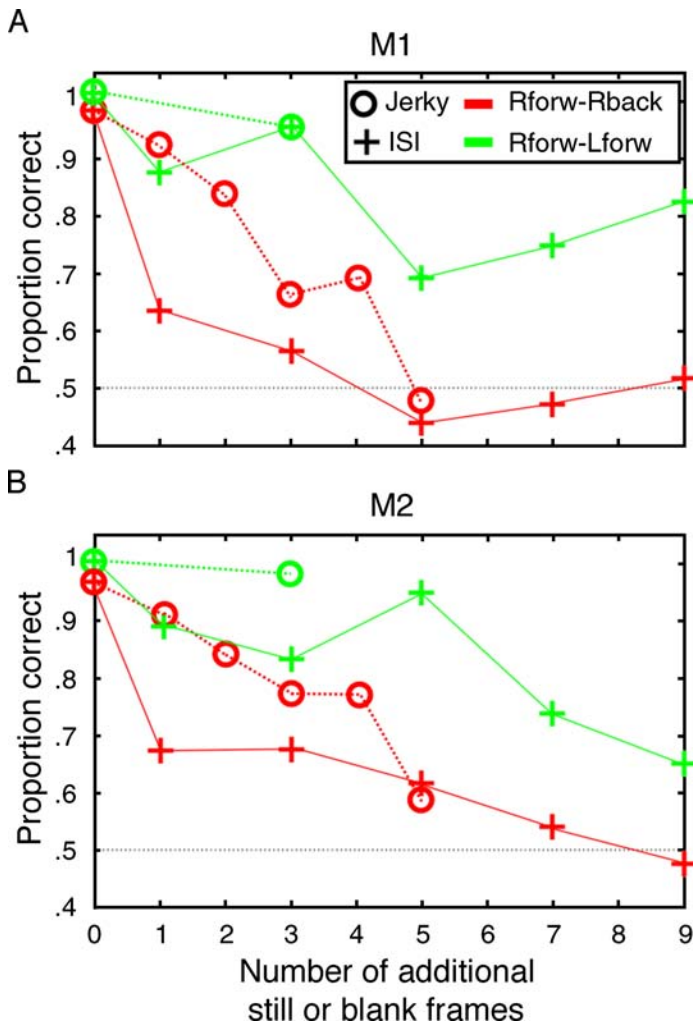 A
M1
1
.9
.8
.7
.6
.5
.4
Proportion correct
Jerky
Rforw-Rback
ISI
Rforw-Lforw
B
M2
1
.9
.8
.7
.6
.5
.4
Proportion correct
0 1 2 3 4 5 6 7 8 9
Number of additional
still or blank frames